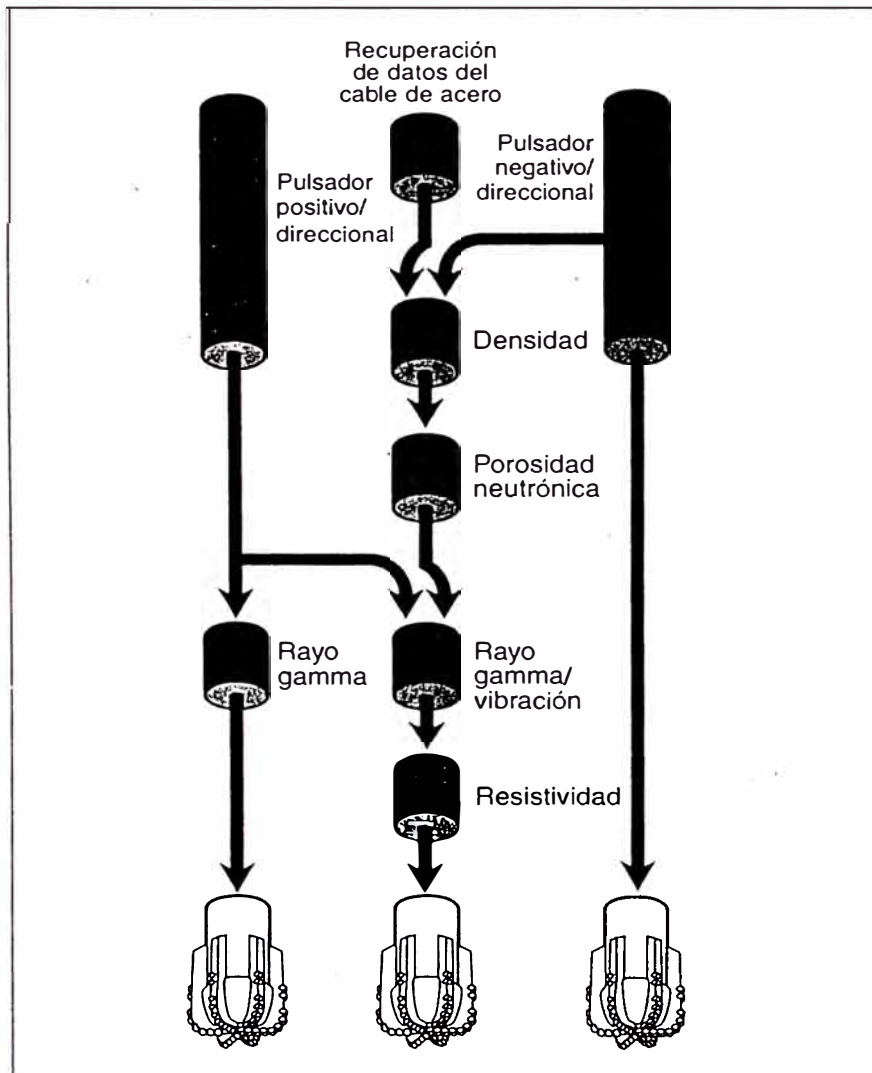 Recuperación
de datos del
cable de acero
Pulsador
positivo/
direccional
Pulsador
negativo/
direccional
Densidad
Porosidad
neutrónica
Rayo
gamma
Rayo
gamma/
vibración
Resistividad